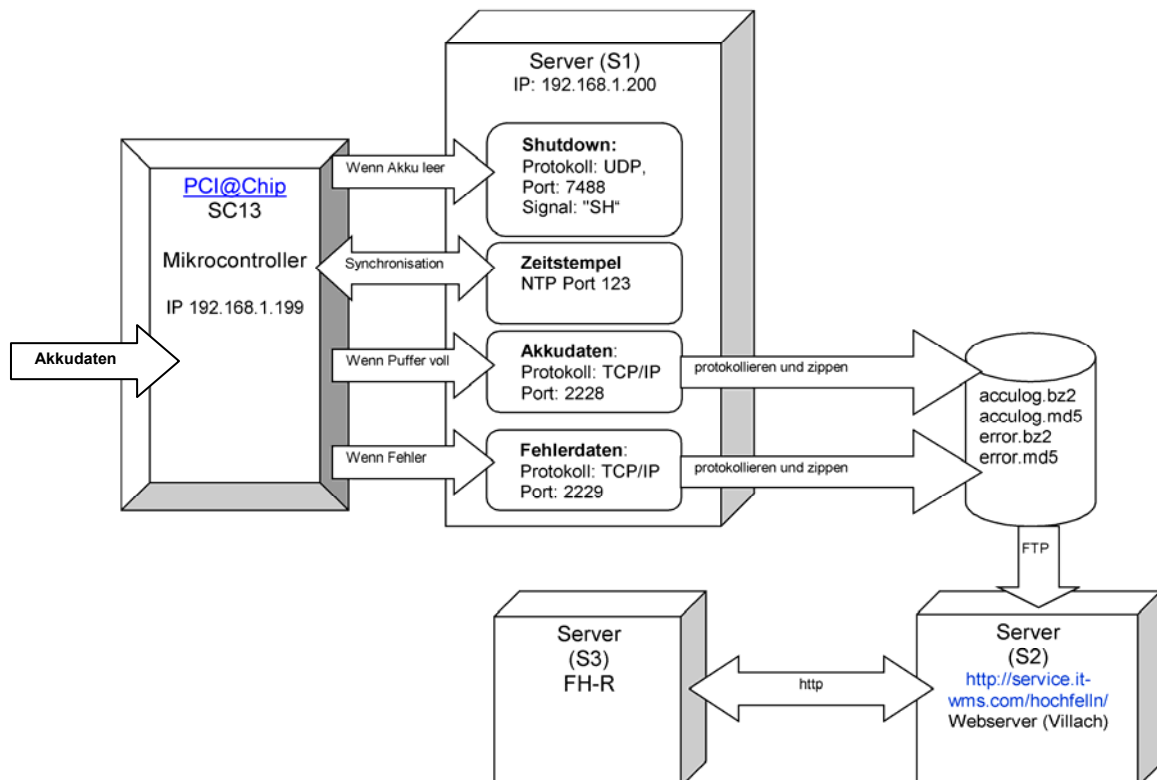 Server (S1)
IP: 192.168.1.200
Shutdown:
Protokoll: UDP,
Port: 7488
Signal: "SH“
Wenn Akku leer
PCI@Chip
SC13
Mikrocontroller
IP 192.168.1.199
Synchronisation
Zeitstempel
NTP Port 123
Akkudaten
Wenn Puffer voll
Akkudaten:
Protokoll: TCP/IP
Port: 2228
protokollieren und zippen
acculog.bz2
acculog.md5
error.bz2
error.md5
Wenn Fehler
Fehlerdaten:
Protokoll: TCP/IP
Port: 2229
protokollieren und zippen
FTP
Server
(S3)
FH-R
http
Server
(S2)
http://service.it-
wms.com/hochfelln/
Webserver (Villach)